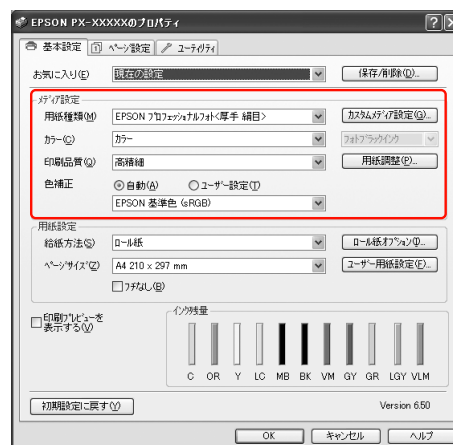 EPSON PX-XXXXXのプロパティ
基本設定 ページ設定 ユーティリティ
お気に入り(E) 現在の設定 保存/削除(D)...
メディア設定
用紙種類(M) EPSON プロフェッショナルフォト<厚手 絹目> カスタムメディア設定(G)...
カラー(C) カラー フォトブラックインク
印刷品質(Q) 高精細 用紙調整(P)...
色補正 自動(A) ユーザー設定(T)
EPSON 基準色 (sRGB)
用紙設定
給紙方法(S) ロール紙 ロール紙オプション(I)...
ページサイズ(Z) A4 210 x 297 mm ユーザー用紙設定(F)...
フチなし(B)
印刷プレビューを
表示する(V)
インク残量
C OR Y LC MB BK VM GY GR LGY VLM
初期設定に戻す(Y) Version 6.50
OK キャンセル ヘルプ